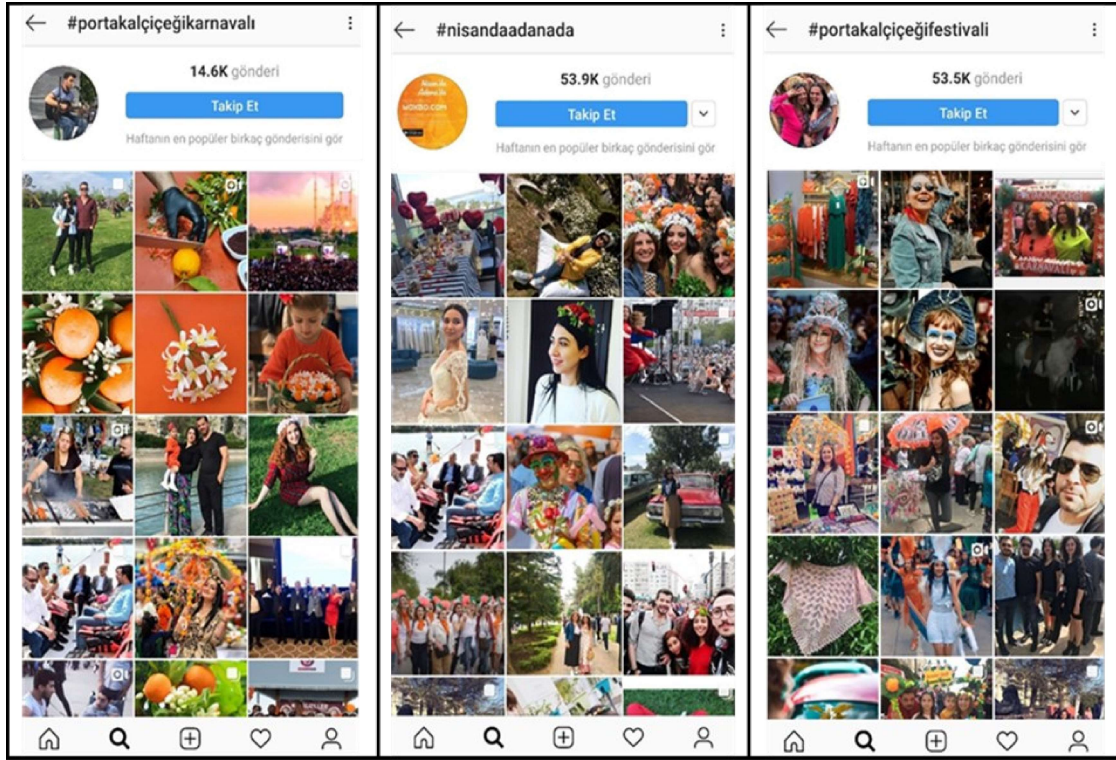 #portakalçiçeğikarnavalı
14.6K gönderi
Takip Et
Haftanın en popüler birkaç gönderisini gör
#nisandaadanada
53.9K gönderi
Takip Et
Haftanın en popüler birkaç gönderisini gör
#portakalçiçeğifestivali
53.5K gönderi
Takip Et
Haftanın en popüler birkaç gönderisini gör
KARNAVALI